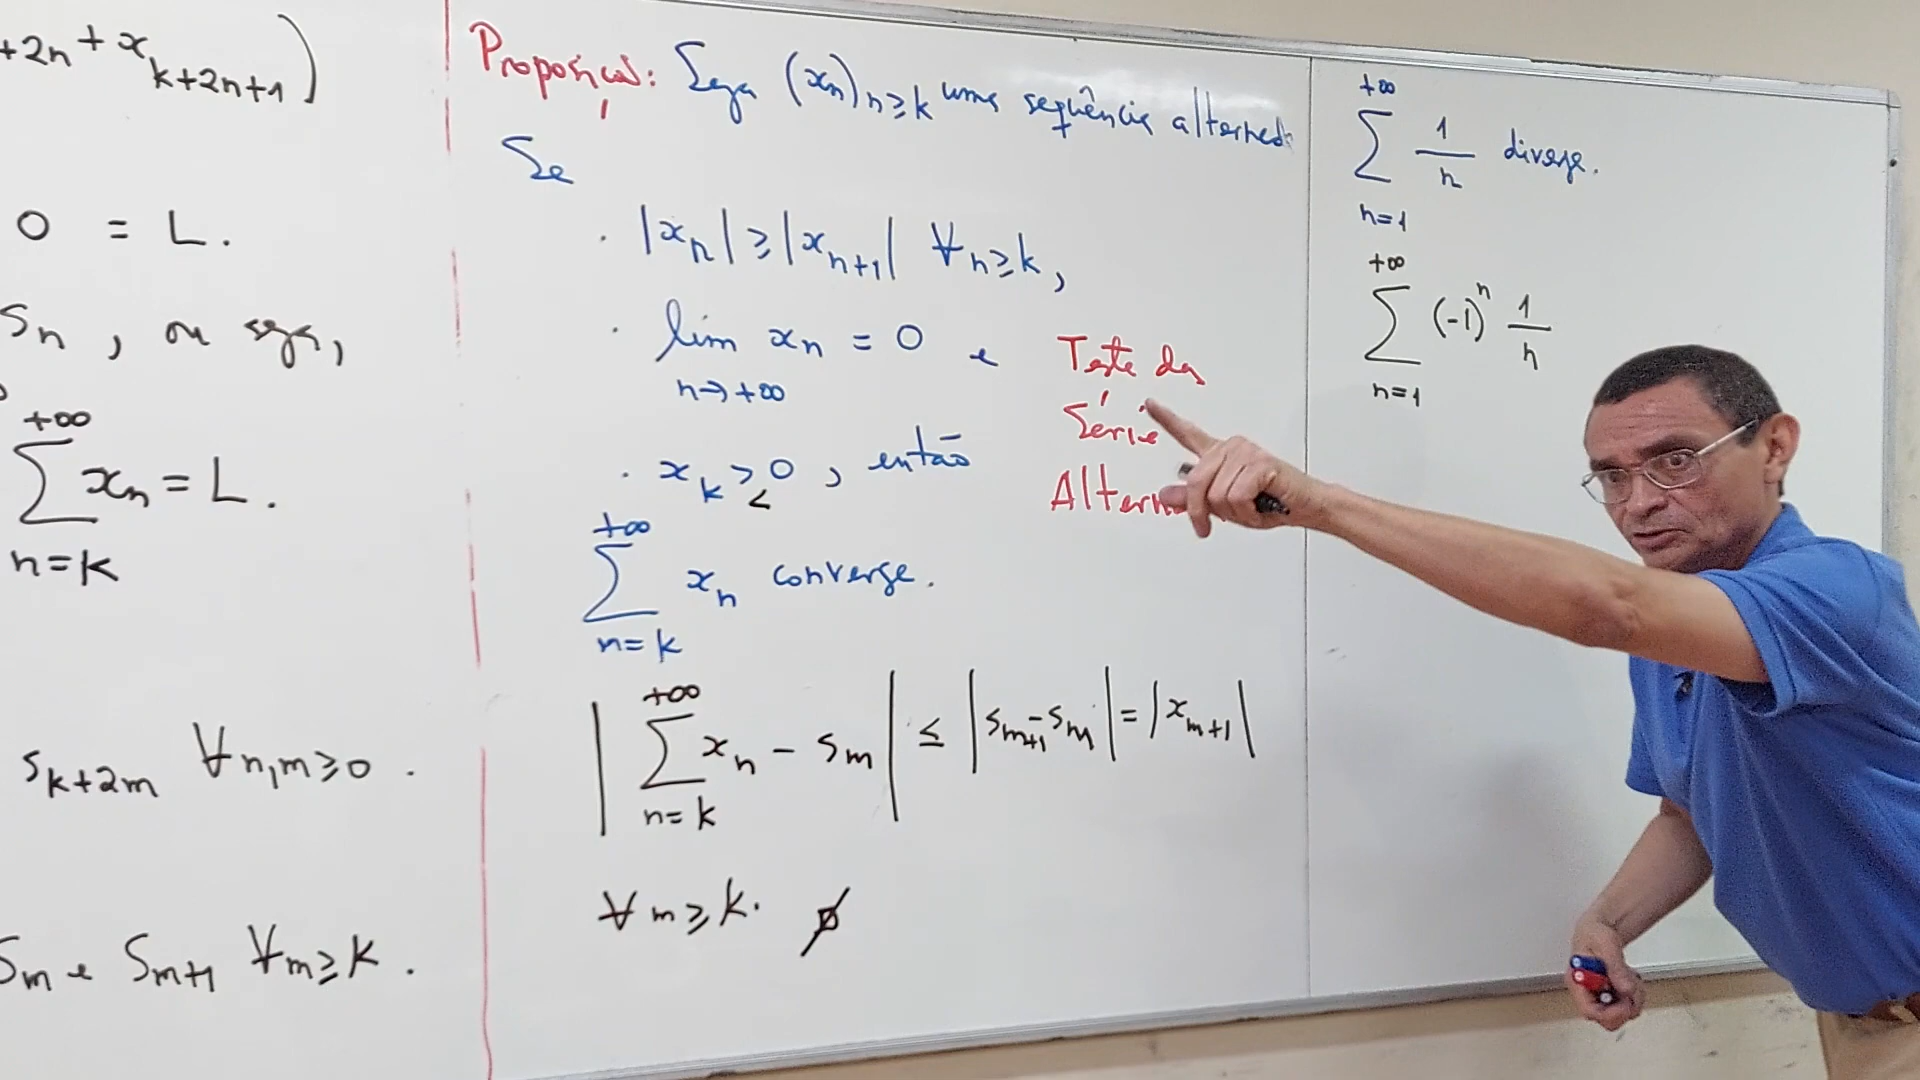 +2n + x_{k+2n+1})
0 = L.
s_n, ou seja,
+∞
∑ x_n = L.
n=k
s_{k+2m} ∀n,m≥0.
s_m e s_{m+1} ∀m≥k.
Proposição: Seja (x_n)_{n≥k} uma sequência alternada
Se
· |x_n| ≥ |x_{n+1}| ∀n≥k,
· lim x_n = 0 e
n→+∞
· x_k ≷ 0, então
+∞
∑ x_n converge.
n=k
Teste das
Série
Altern
+∞
| ∑ x_n - s_m | ≤ |s_{m+1} - s_m| = |x_{m+1}|
n=k
∀m≥k.
+∞
∑ 1/n diverge.
n=1
+∞
∑ (-1)^n 1/n
n=1